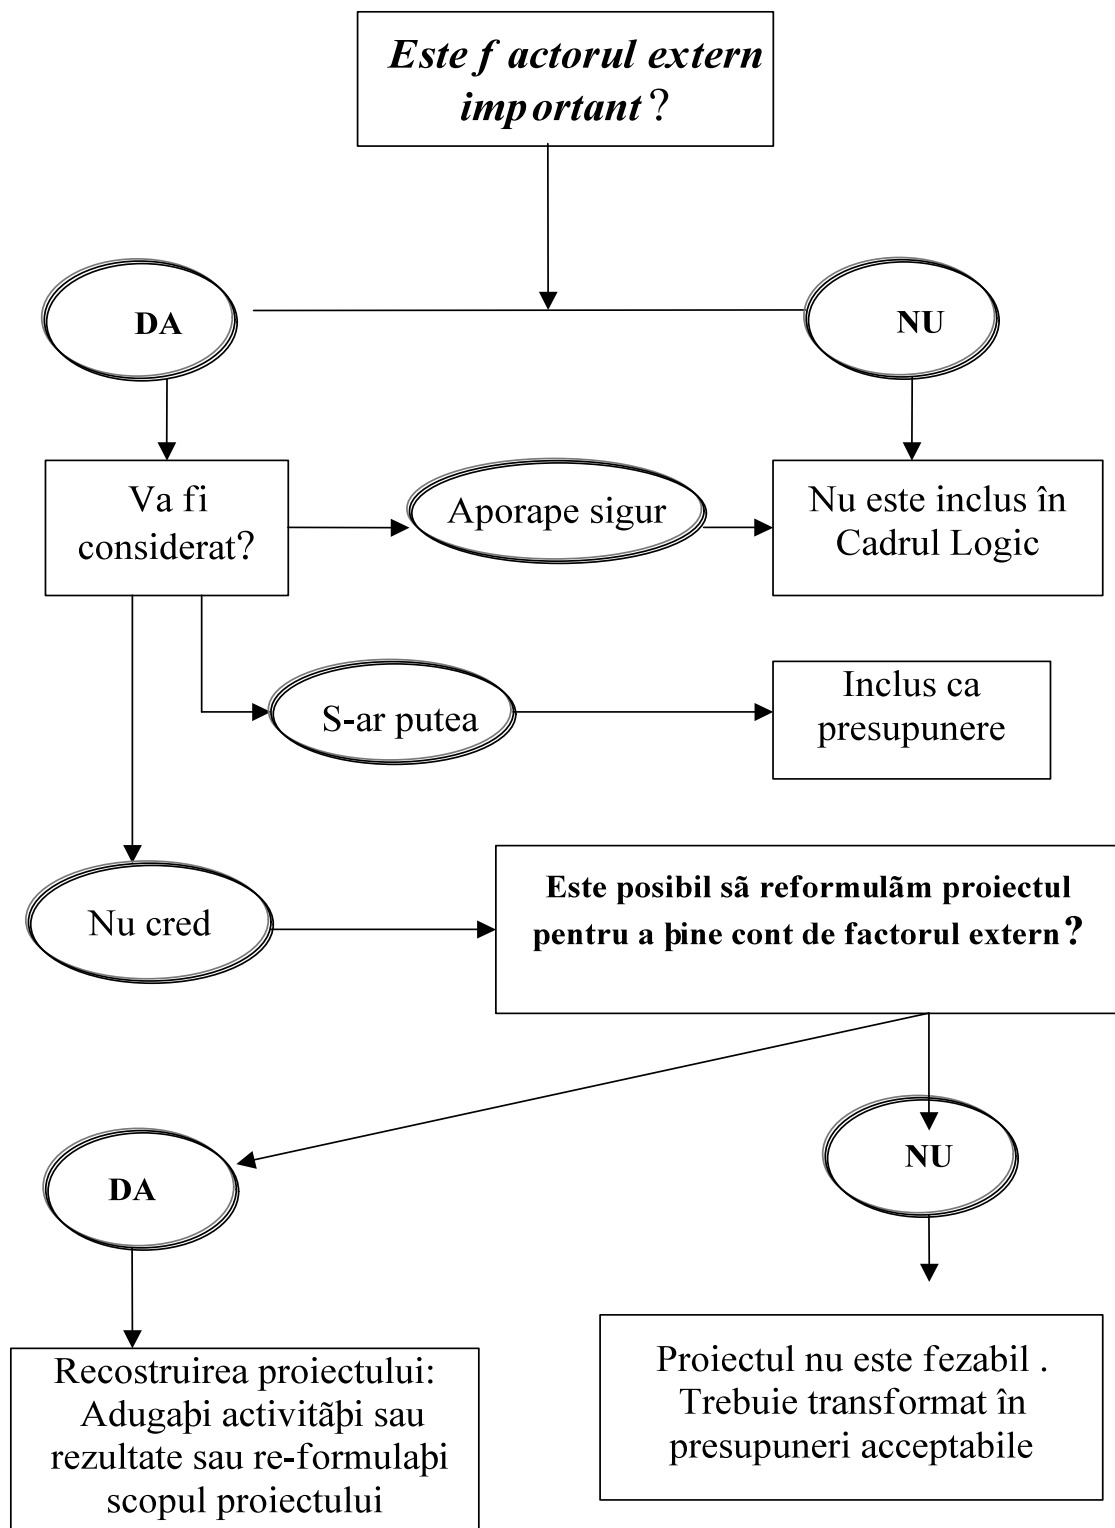 Este f actorul extern
important ?
DA
NU
Va fi
considerat?
Aporape sigur
Nu este inclus în
Cadrul Logic
S-ar putea
Inclus ca
presupunere
Nu cred
Este posibil sã reformulãm proiectul
pentru a þine cont de factorul extern ?
DA
NU
Recostruirea proiectului:
Adugaþi activitãþi sau
rezultate sau re-formulaþi
scopul proiectului
Proiectul nu este fezabil .
Trebuie transformat în
presupuneri acceptabile